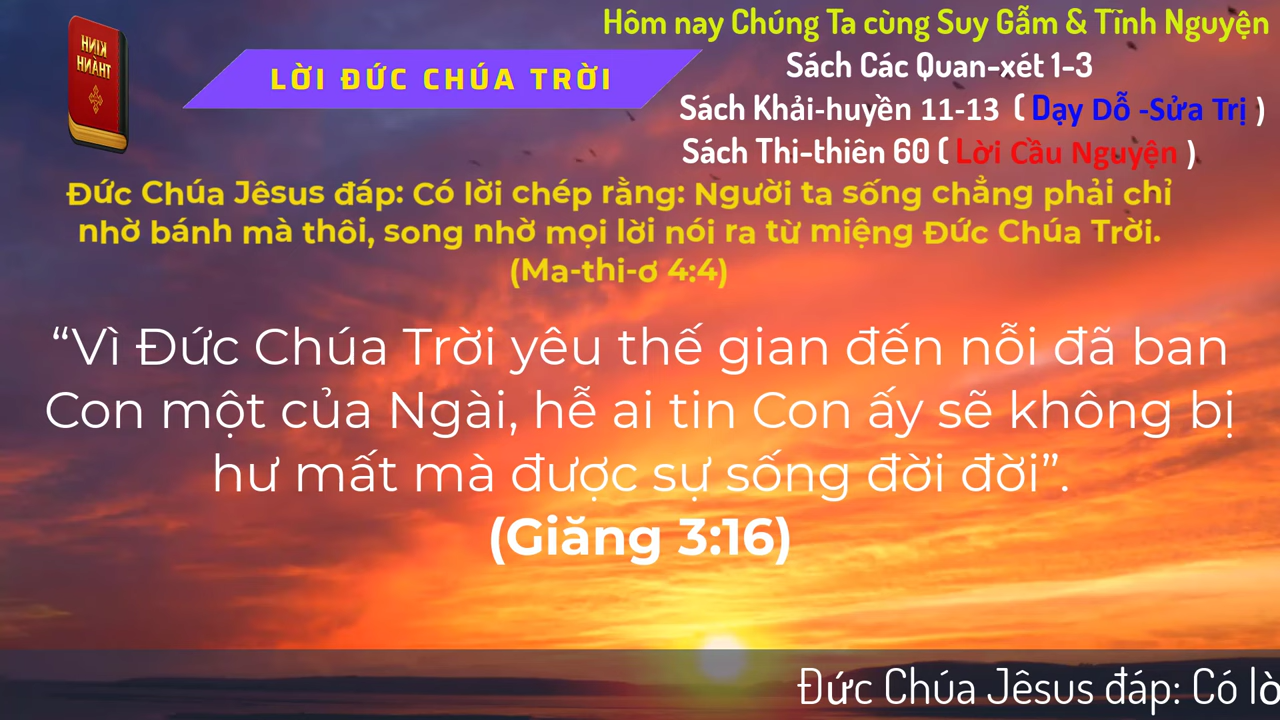 Hôm nay Chúng Ta cùng Suy Gẫm & Tĩnh Nguyện
KINH
THÁNH
LỜI ĐỨC CHÚA TRỜI
Sách Các Quan-xét 1-3
Sách Khải-huyền 11-13 ( Dạy Dỗ -Sửa Trị )
Sách Thi-thiên 60 ( Lời Cầu Nguyện )
Đức Chúa Jêsus đáp: Có lời chép rằng: Người ta sống chẳng phải chỉ
nhờ bánh mà thôi, song nhờ mọi lời nói ra từ miệng Đức Chúa Trời.
(Ma-thi-ơ 4:4)
“Vì Đức Chúa Trời yêu thế gian đến nỗi đã ban
Con một của Ngài, hễ ai tin Con ấy sẽ không bị
hư mất mà được sự sống đời đời”.
(Giăng 3:16)
Đức Chúa Jêsus đáp: Có lờ